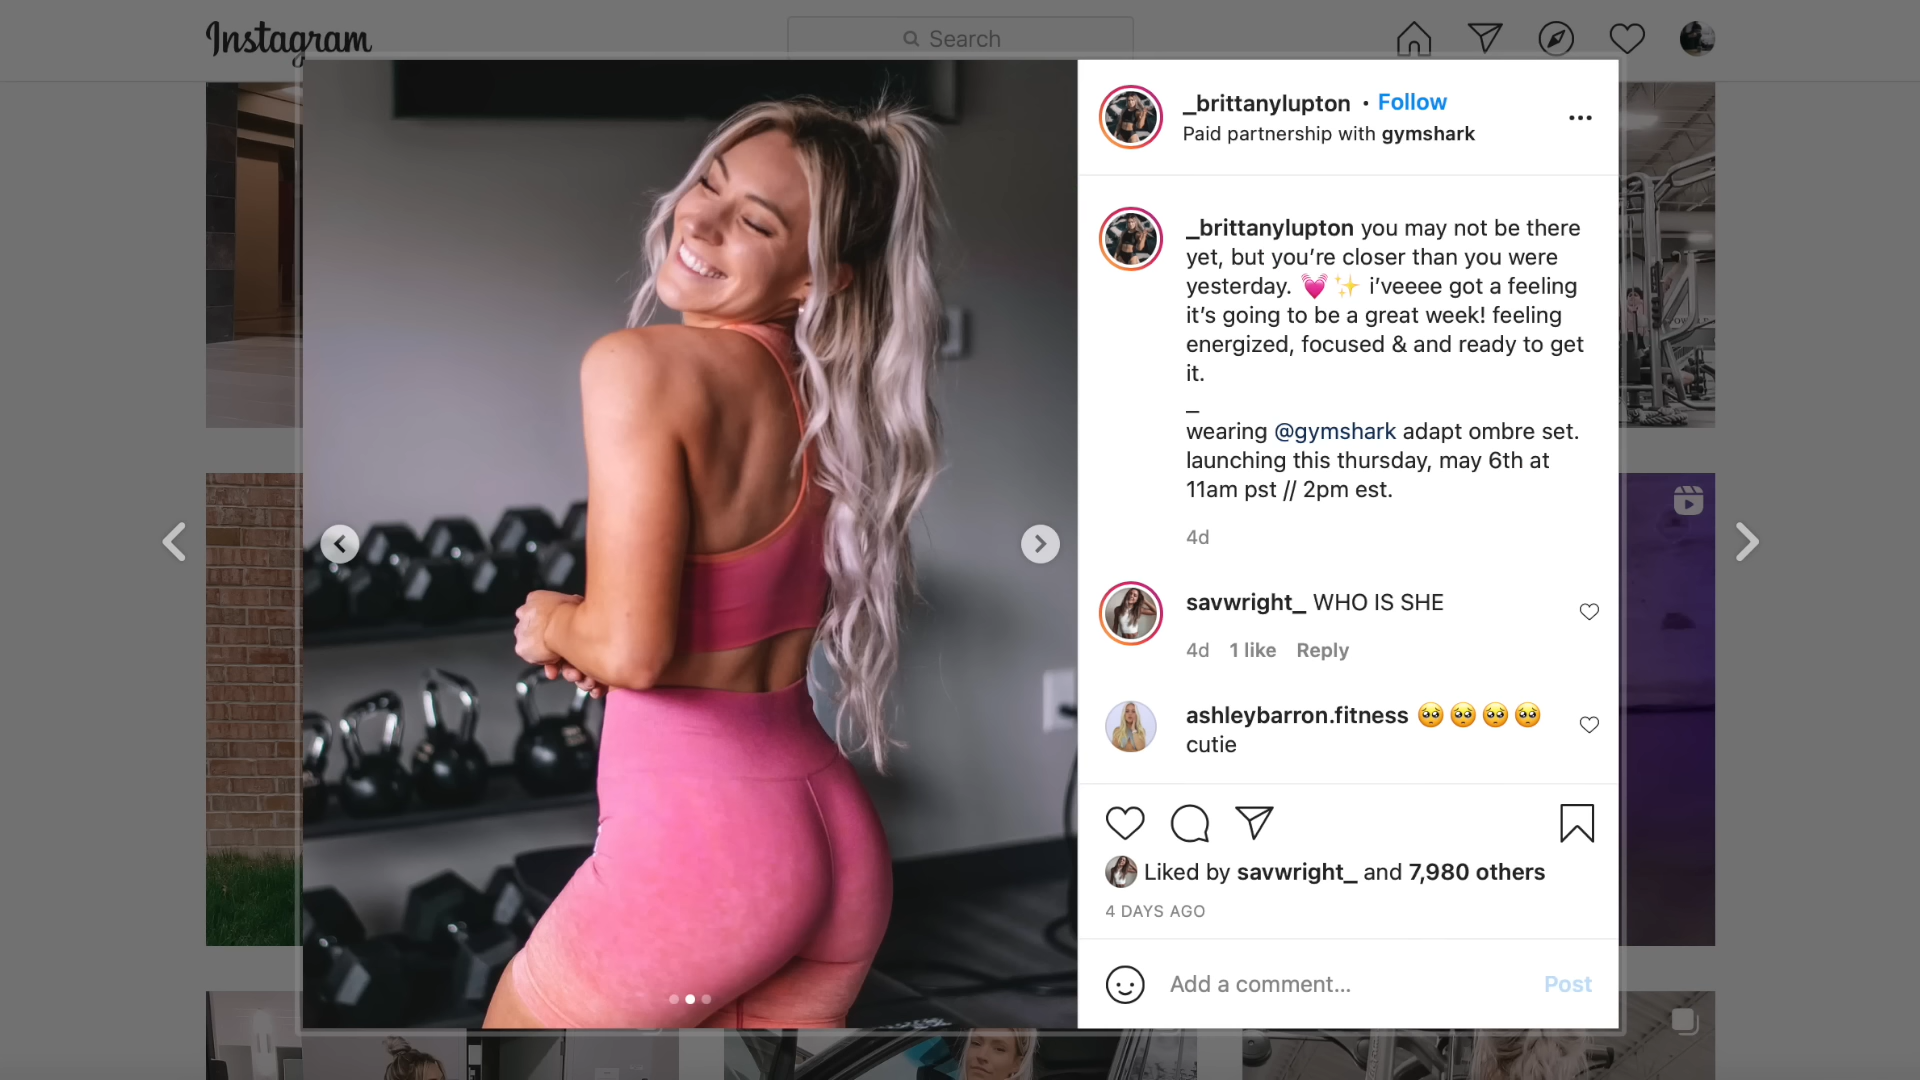 Instagram
Search
_brittanylupton • Follow
Paid partnership with gymshark
_brittanylupton you may not be there
yet, but you’re closer than you were
yesterday. 💓✨ i’veeee got a feeling
it’s going to be a great week! feeling
energized, focused & and ready to get
it.
_
wearing @gymshark adapt ombre set.
launching this thursday, may 6th at
11am pst // 2pm est.
4d
savwright_ WHO IS SHE
4d 1 like Reply
ashleybarron.fitness 🥺🥺🥺🥺
cutie
Liked by savwright_ and 7,980 others
4 DAYS AGO
Add a comment... Post